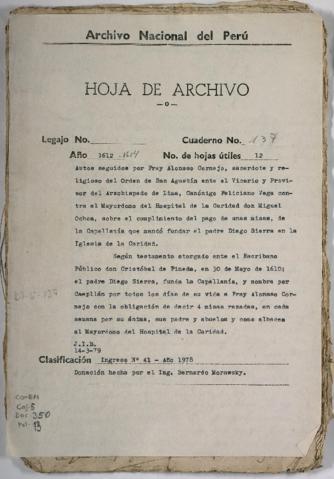 Archivo Nacional del Perú
HOJA DE ARCHIVO
—o—
Legajo No. Cuaderno No. 137
Año 1612-1614 No. de hojas útiles 12
Autos seguidos por Fray Alonso Cornejo, sacerdote y re-
ligioso del Orden de San Agustín ante el Vicario y Provi-
sor del Arzobispado de Lima, Canónigo Feliciano Vega con-
tra el Mayordomo del Hospital de la Caridad don Miguel
Ochoa, sobre el cumplimiento del pago de unas misas, de
la Capellanía que mandó fundar el padre Diego Sierra en la
Iglesia de la Caridad.
Según testamento otorgado ante el Escribano
Público don Cristóbal de Pineda, en 30 de Mayo de 1610;
el padre Diego Sierra, funda la Capellanía, y nombra por
Capellán por todos los días de su vida a Fray Alonso Cor-
nejo con la obligación de decir 4 misas rezadas, en cada
semana por su ánima, sus padre y abuelos y como albacea
al Mayordomo del Hospital de la Caridad.
J.I.B.
14-3-79
Clasificación Ingreso Nº 41 - Año 1978
Donación hecha por el Ing. Bernardo Morawsky.
Caj. 5
Doc. 350